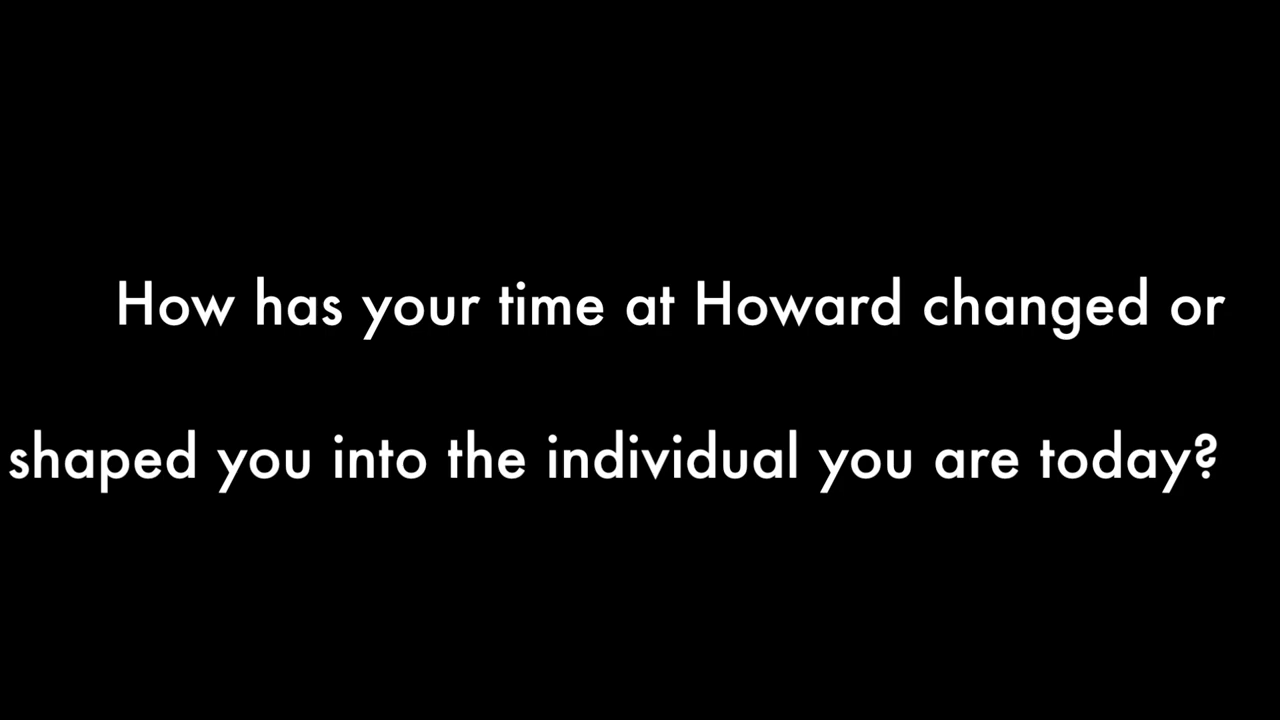 How has your time at Howard changed or
shaped you into the individual you are today?